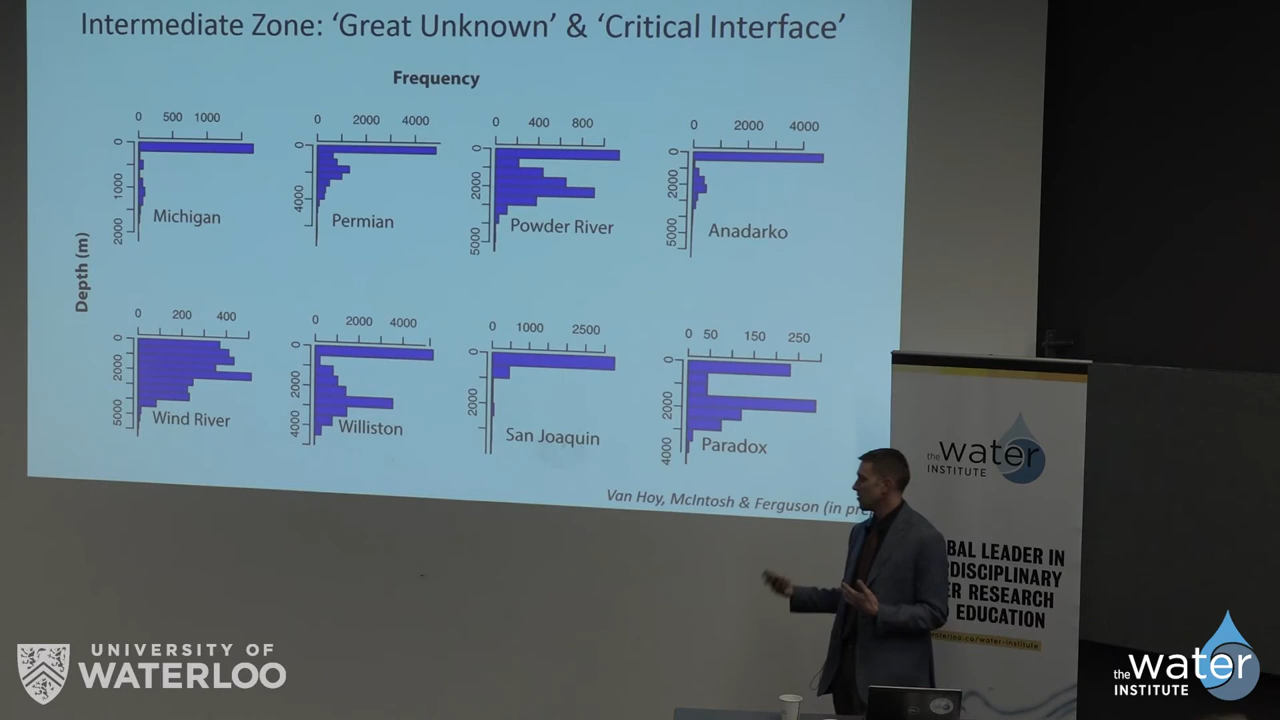 Intermediate Zone: ‘Great Unknown’ & ‘Critical Interface’
Frequency
Depth (m)
0 500 1000
0 1000 2000
Michigan
0 2000 4000
0 4000
Permian
0 400 800
0 2000 5000
Powder River
0 2000 4000
0 2000 5000
Anadarko
0 200 400
0 2000 5000
Wind River
0 2000 4000
0 2000 4000
Williston
0 1000 2500
0 2000
San Joaquin
0 50 150 250
0 2000 4000
Paradox
Van Hoy, McIntosh & Ferguson (in
the water
INSTITUTE
BAL LEADER IN
DISCIPLINARY
R RESEARCH
EDUCATION
waterloo.ca/water-institute
UNIVERSITY OF
WATERLOO
the water
INSTITUTE